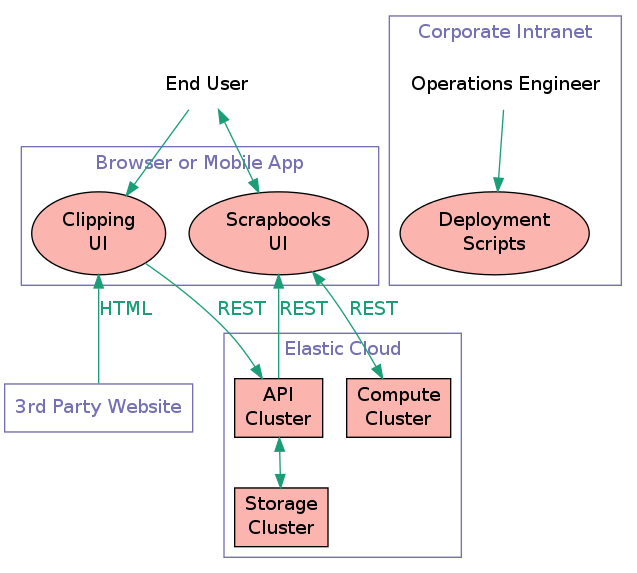 Corporate Intranet
End User
Operations Engineer
Browser or Mobile App
Clipping
UI
Scrapbooks
UI
Deployment
Scripts
HTML
REST
REST
REST
Elastic Cloud
3rd Party Website
API
Cluster
Compute
Cluster
Storage
Cluster